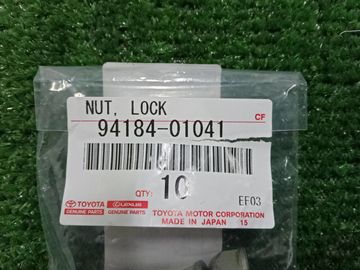 NUT, LOCK
CF
94184-01041
QTY: 10
EF03
TOYOTA LEXUS
GENUINE PARTS GENUINE PARTS
TOYOTA MOTOR CORPORATION
MADE IN JAPAN 15